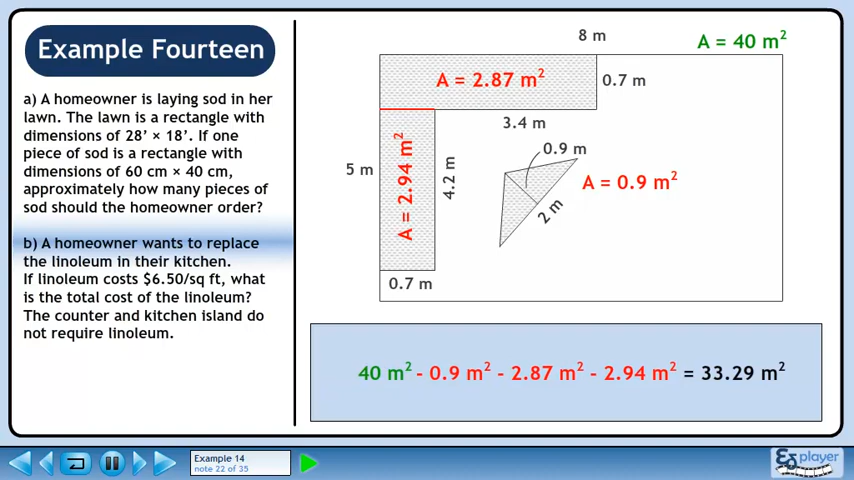 Example Fourteen
a) A homeowner is laying sod in her
lawn. The lawn is a rectangle with
dimensions of 28’ × 18’. If one
piece of sod is a rectangle with
dimensions of 60 cm × 40 cm,
approximately how many pieces of
sod should the homeowner order?
b) A homeowner wants to replace
the linoleum in their kitchen.
If linoleum costs $6.50/sq ft, what
is the total cost of the linoleum?
The counter and kitchen island do
not require linoleum.
8 m
A = 40 m²
A = 2.87 m²
0.7 m
3.4 m
5 m
A = 2.94 m²
4.2 m
0.9 m
A = 0.9 m²
2 m
0.7 m
40 m² - 0.9 m² - 2.87 m² - 2.94 m² = 33.29 m²
Example 14
note 22 of 35
player